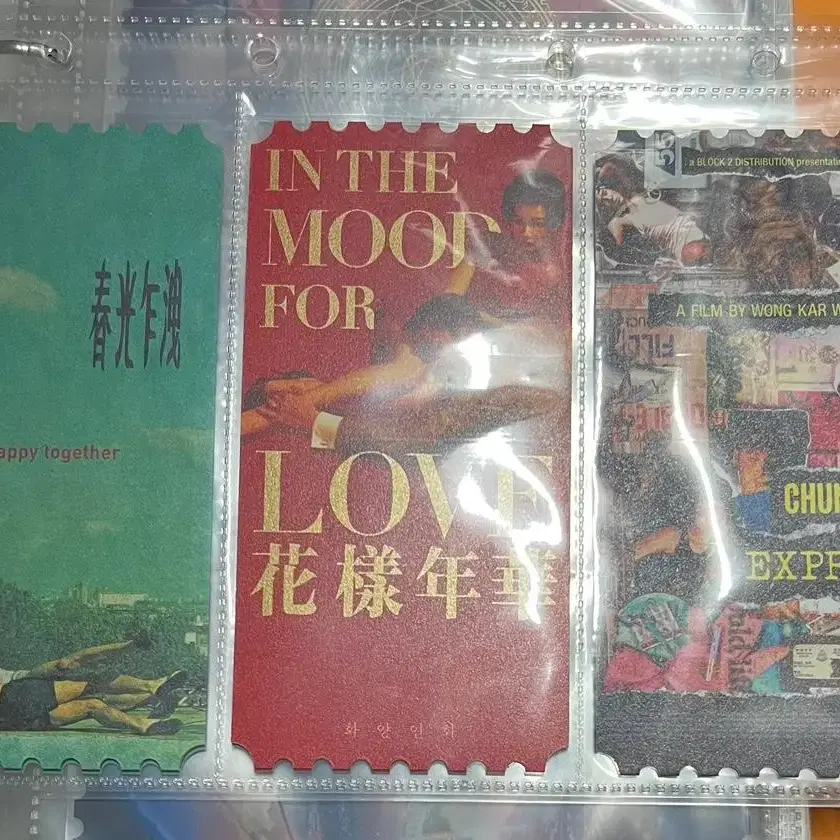 春光乍洩
appy together
IN THE
MOOD
FOR
LOVE
花樣年華
화양연화
a BLOCK 2 DISTRIBUTION presentati
A FILM BY WONG KAR W
CHUN
EXPR